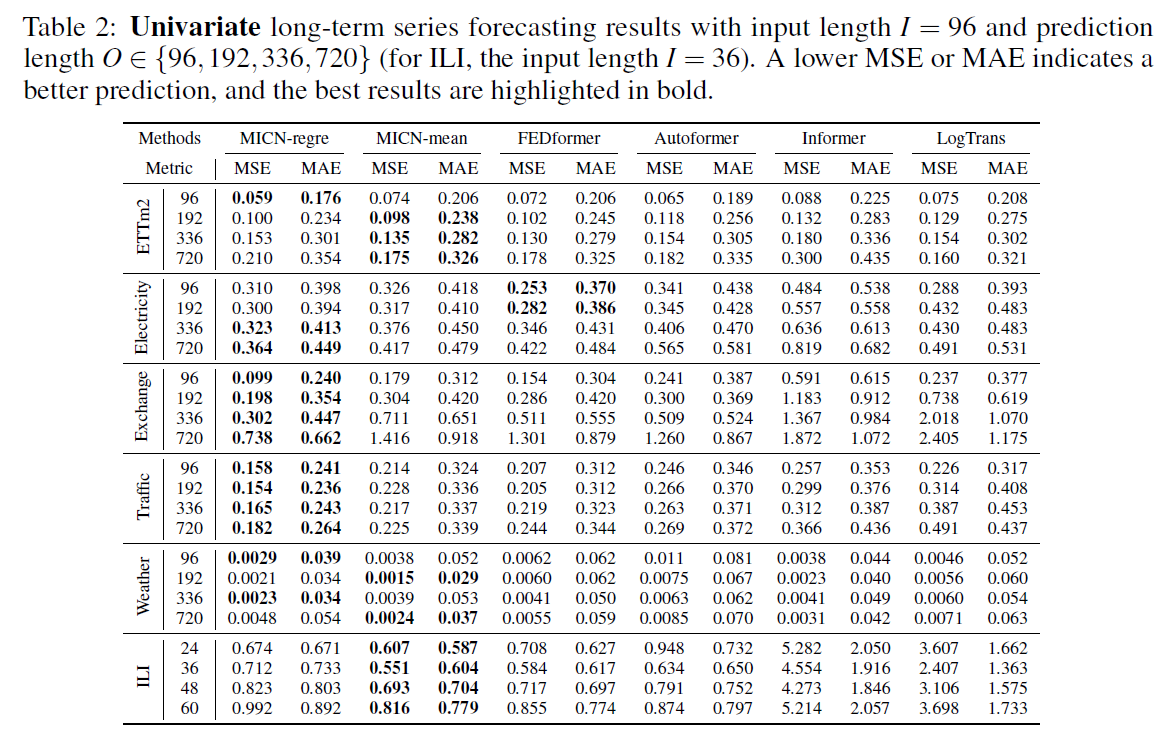 Table 2: Univariate long-term series forecasting results with input length I = 96 and prediction
length O ∈ {96, 192, 336, 720} (for ILI, the input length I = 36). A lower MSE or MAE indicates a
better prediction, and the best results are highlighted in bold.
Methods MICN-regre MICN-mean FEDformer Autoformer Informer LogTrans
Metric MSE MAE MSE MAE MSE MAE MSE MAE MSE MAE MSE MAE
ETTm2
96 0.059 0.176 0.074 0.206 0.072 0.206 0.065 0.189 0.088 0.225 0.075 0.208
192 0.100 0.234 0.098 0.238 0.102 0.245 0.118 0.256 0.132 0.283 0.129 0.275
336 0.153 0.301 0.135 0.282 0.130 0.279 0.154 0.305 0.180 0.336 0.154 0.302
720 0.210 0.354 0.175 0.326 0.178 0.325 0.182 0.335 0.300 0.435 0.160 0.321
Electricity
96 0.310 0.398 0.326 0.418 0.253 0.370 0.341 0.438 0.484 0.538 0.288 0.393
192 0.300 0.394 0.317 0.410 0.282 0.386 0.345 0.428 0.557 0.558 0.432 0.483
336 0.323 0.413 0.376 0.450 0.346 0.431 0.406 0.470 0.636 0.613 0.430 0.483
720 0.364 0.449 0.417 0.479 0.422 0.484 0.565 0.581 0.819 0.682 0.491 0.531
Exchange
96 0.099 0.240 0.179 0.312 0.154 0.304 0.241 0.387 0.591 0.615 0.237 0.377
192 0.198 0.354 0.304 0.420 0.286 0.420 0.300 0.369 1.183 0.912 0.738 0.619
336 0.302 0.447 0.711 0.651 0.511 0.555 0.509 0.524 1.367 0.984 2.018 1.070
720 0.738 0.662 1.416 0.918 1.301 0.879 1.260 0.867 1.872 1.072 2.405 1.175
Traffic
96 0.158 0.241 0.214 0.324 0.207 0.312 0.246 0.346 0.257 0.353 0.226 0.317
192 0.154 0.236 0.228 0.336 0.205 0.312 0.266 0.370 0.299 0.376 0.314 0.408
336 0.165 0.243 0.217 0.337 0.219 0.323 0.263 0.371 0.312 0.387 0.387 0.453
720 0.182 0.264 0.225 0.339 0.244 0.344 0.269 0.372 0.366 0.436 0.491 0.437
Weather
96 0.0029 0.039 0.0038 0.052 0.0062 0.062 0.011 0.081 0.0038 0.044 0.0046 0.052
192 0.0021 0.034 0.0015 0.029 0.0060 0.062 0.0075 0.067 0.0023 0.040 0.0056 0.060
336 0.0023 0.034 0.0039 0.053 0.0041 0.050 0.0063 0.062 0.0041 0.049 0.0060 0.054
720 0.0048 0.054 0.0024 0.037 0.0055 0.059 0.0085 0.070 0.0031 0.042 0.0071 0.063
ILI
24 0.674 0.671 0.607 0.587 0.708 0.627 0.948 0.732 5.282 2.050 3.607 1.662
36 0.712 0.733 0.551 0.604 0.584 0.617 0.634 0.650 4.554 1.916 2.407 1.363
48 0.823 0.803 0.693 0.704 0.717 0.697 0.791 0.752 4.273 1.846 3.106 1.575
60 0.992 0.892 0.816 0.779 0.855 0.774 0.874 0.797 5.214 2.057 3.698 1.733